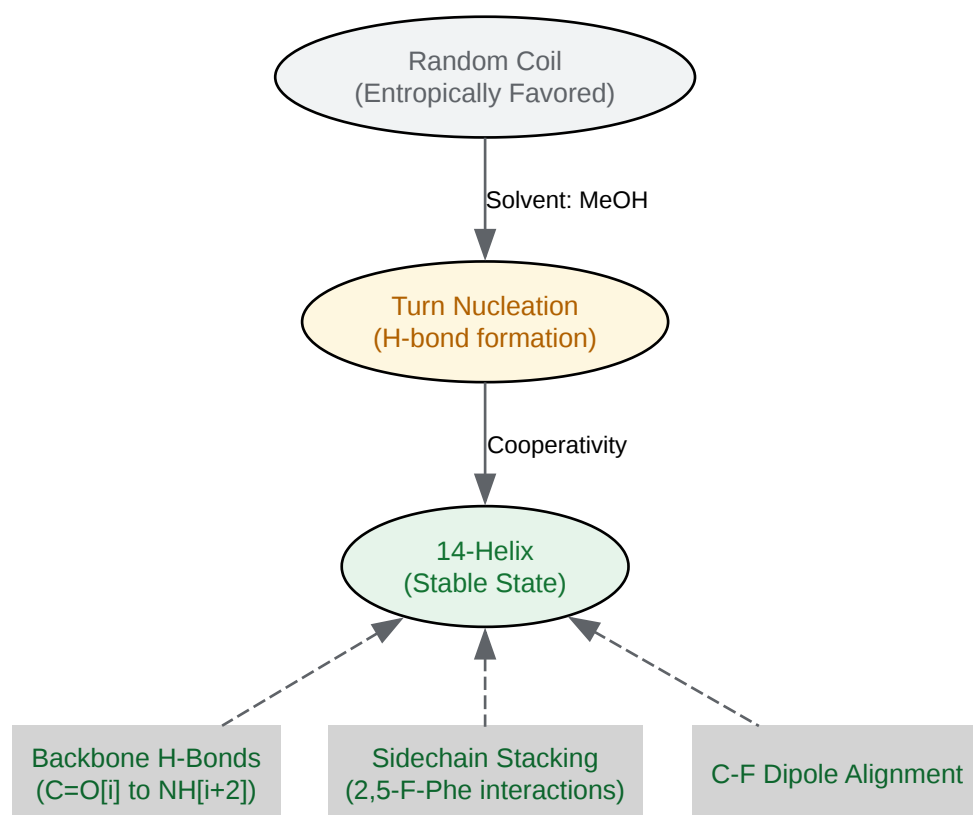 Random Coil
(Entropically Favored)
Solvent: MeOH
Turn Nucleation
(H-bond formation)
Cooperativity
14-Helix
(Stable State)
Backbone H-Bonds
(C=O[i] to NH[i+2])
Sidechain Stacking
(2,5-F-Phe interactions)
C-F Dipole Alignment